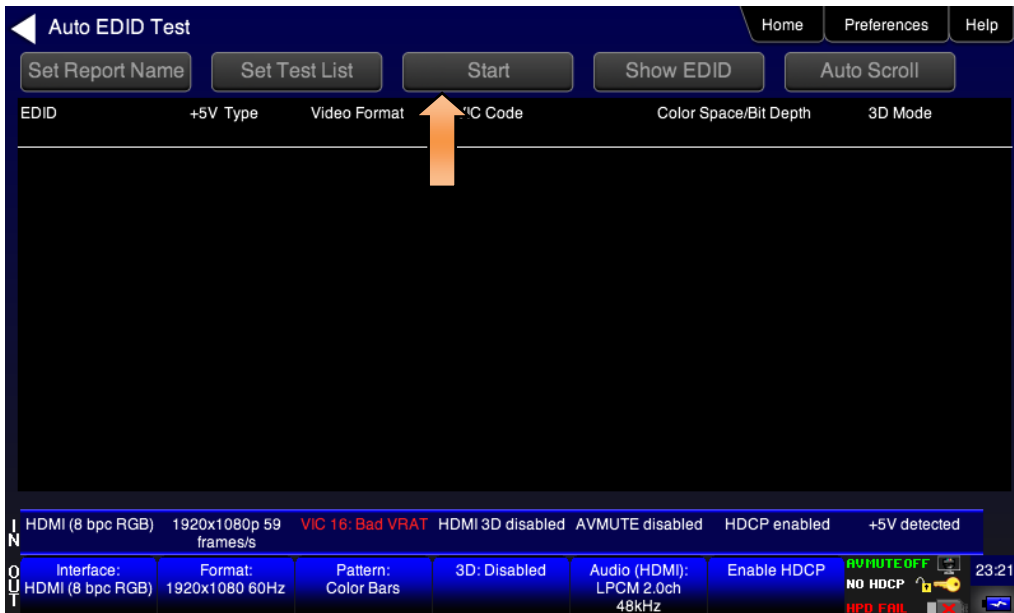 Auto EDID Test Home Preferences Help
Set Report Name Set Test List Start Show EDID Auto Scroll
EDID +5V Type Video Format VIC Code Color Space/Bit Depth 3D Mode
IN HDMI (8 bpc RGB) 1920x1080p 59 frames/s VIC 16: Bad VRAT HDMI 3D disabled AVMUTE disabled HDCP enabled +5V detected
OUT Interface: HDMI (8 bpc RGB) Format: 1920x1080 60Hz Pattern: Color Bars 3D: Disabled Audio (HDMI): LPCM 2.0ch 48kHz Enable HDCP
AVMUTEOFF
NO HDCP
HPD FAIL
23:21